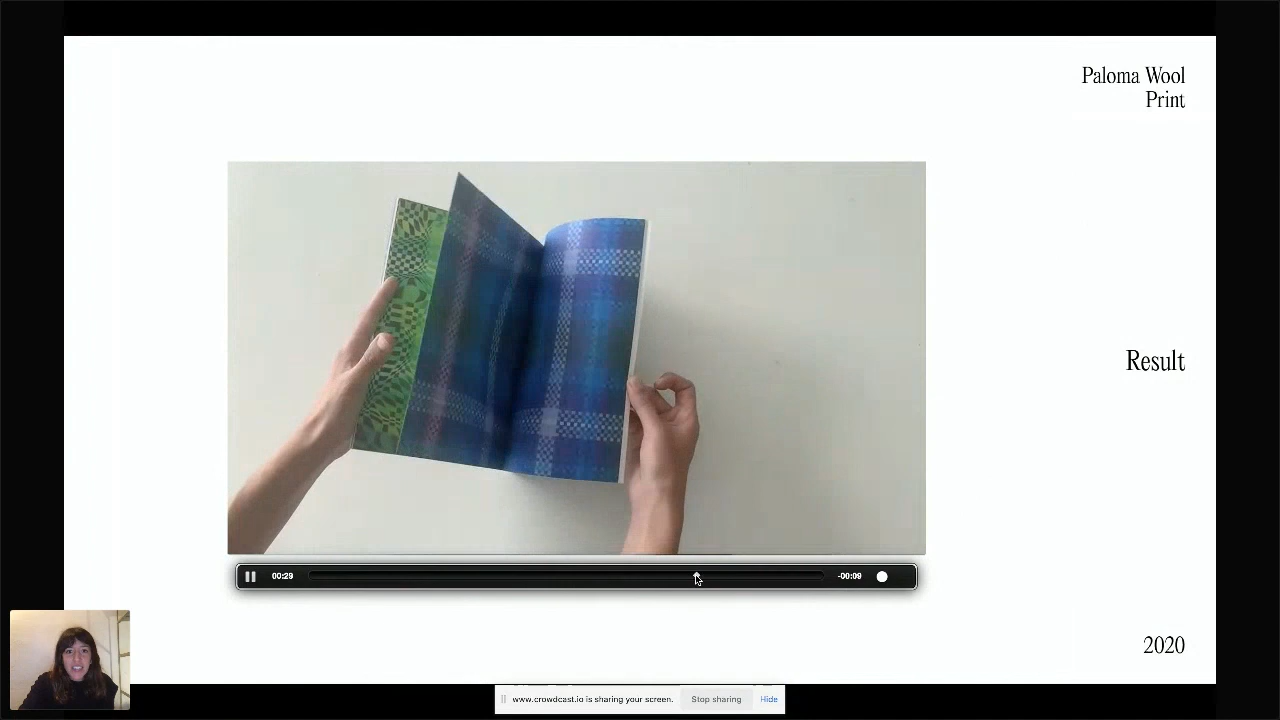 Paloma Wool
Print
Result
00:29
-00:09
2020
www.crowdcast.io is sharing your screen.
Stop sharing
Hide